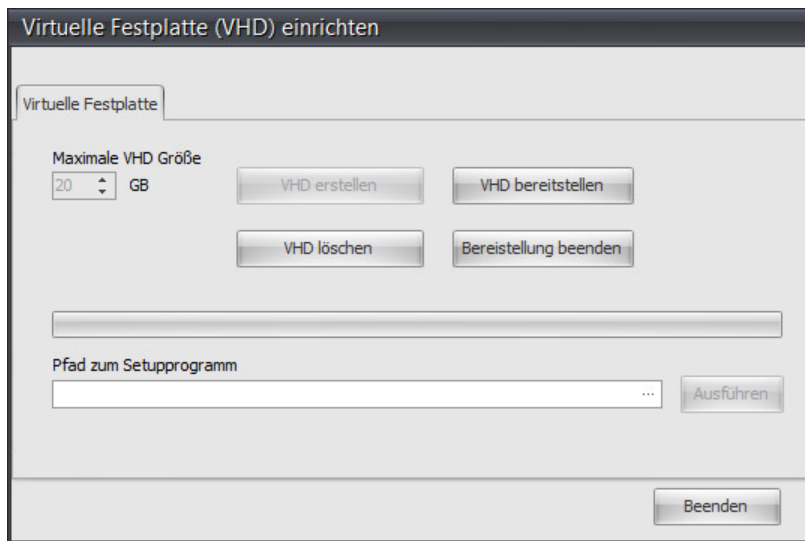 Virtuelle Festplatte (VHD) einrichten
Virtuelle Festplatte
Maximale VHD Größe
20 GB
VHD erstellen
VHD bereitstellen
VHD löschen
Bereistellung beenden
Pfad zum Setupprogramm
...
Ausführen
Beenden